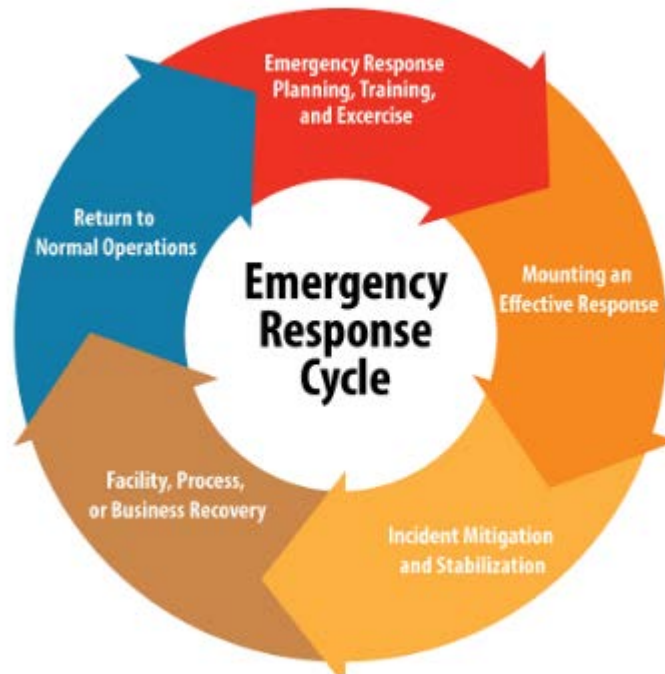 Emergency Response
Planning, Training,
and Excercise
Mounting an
Effective Response
Incident Mitigation
and Stabilization
Facility, Process,
or Business Recovery
Return to
Normal Operations
Emergency
Response
Cycle